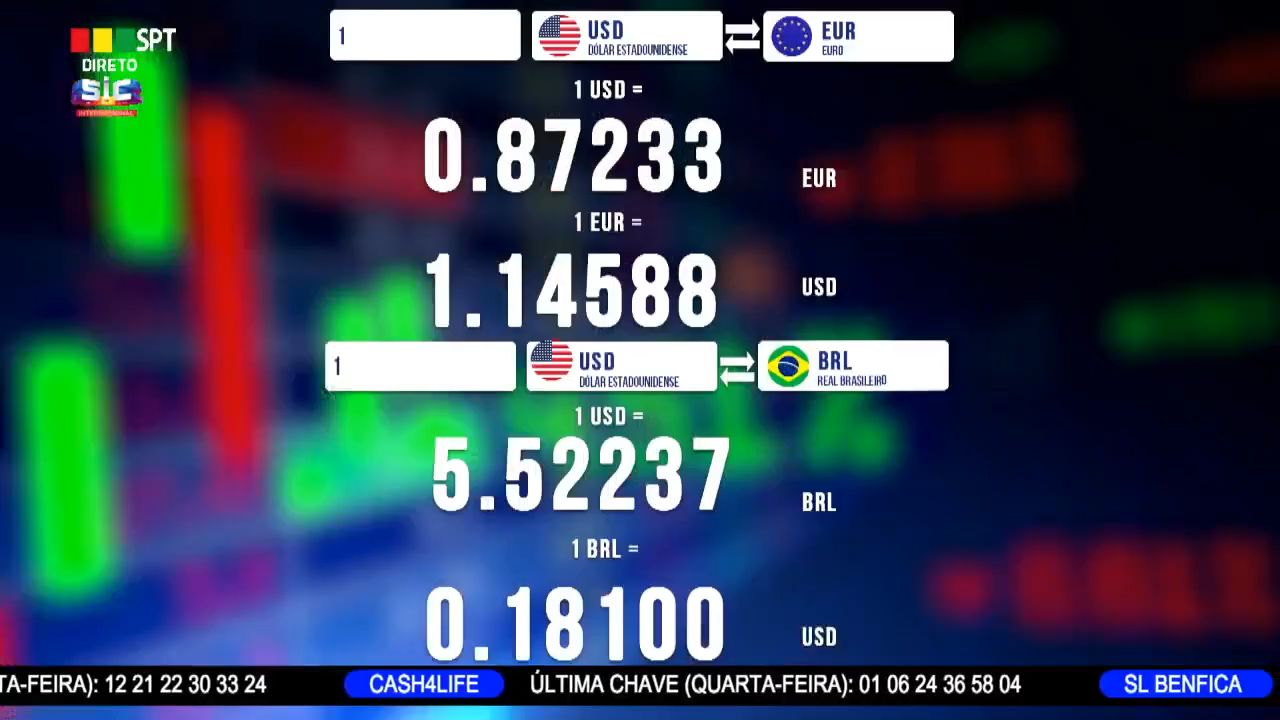 SPT
DIRETO
SiC
INTERNACIONAL
1
USD
DÓLAR ESTADOUNIDENSE
EUR
EURO
1 USD =
0.87233
EUR
1 EUR =
1.14588
USD
1
USD
DÓLAR ESTADOUNIDENSE
BRL
REAL BRASILEIRO
1 USD =
5.52237
BRL
1 BRL =
0.18100
USD
TA-FEIRA): 12 21 22 30 33 24 CASH4LIFE ÚLTIMA CHAVE (QUARTA-FEIRA): 01 06 24 36 58 04 SL BENFICA